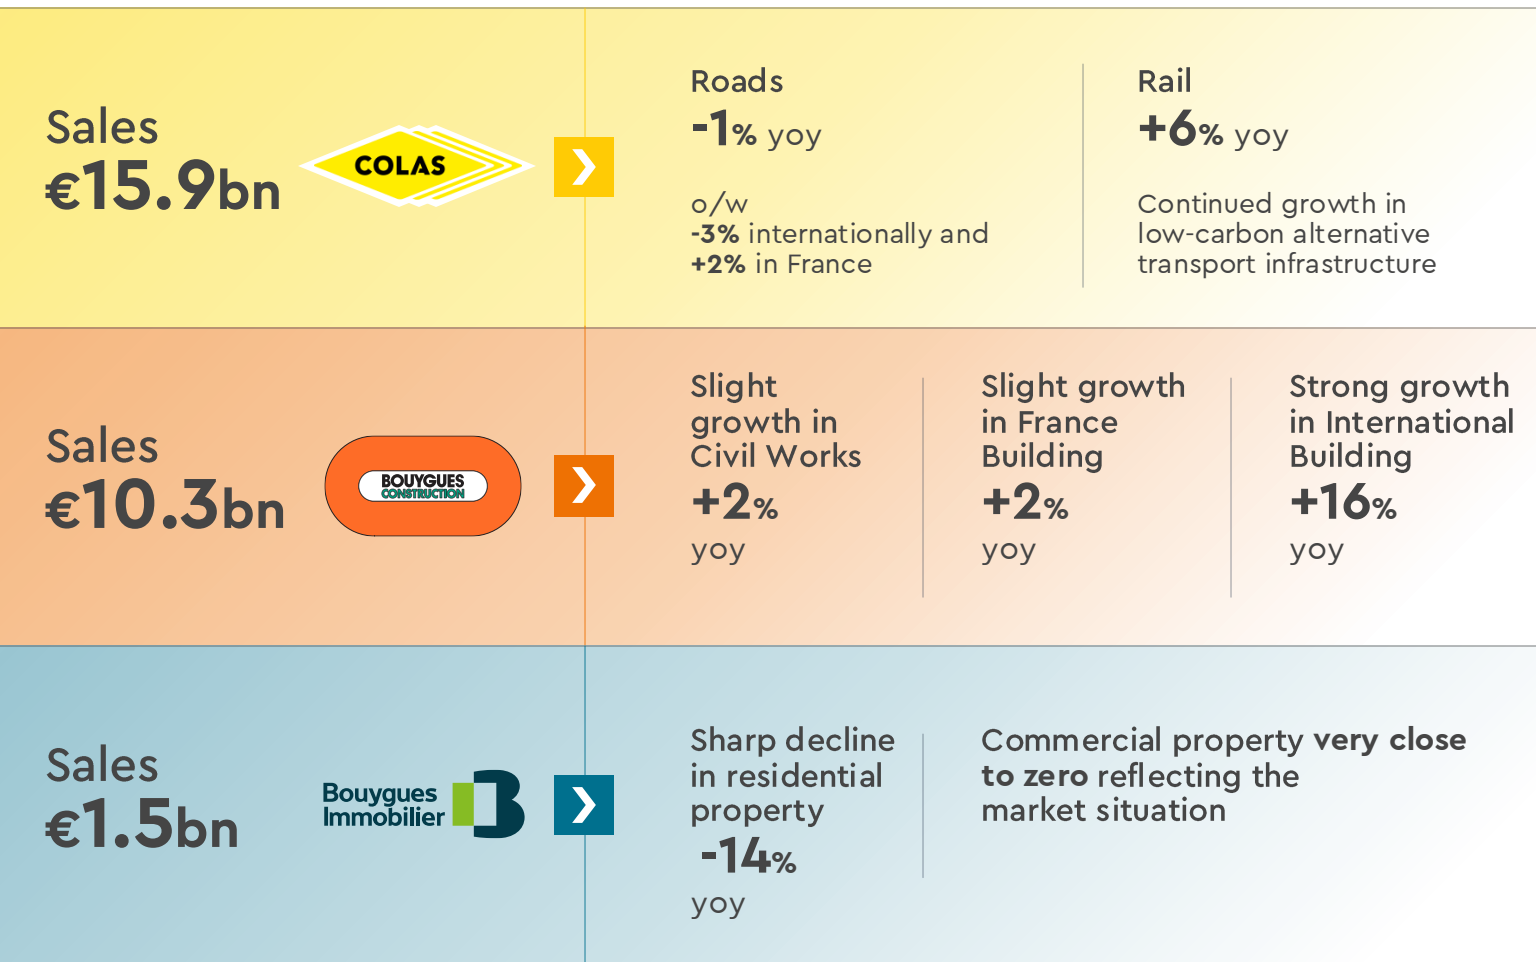 Sales
€15.9bn
COLAS
Roads
-1% yoy
o/w
-3% internationally and
+2% in France
Rail
+6% yoy
Continued growth in
low-carbon alternative
transport infrastructure
Sales
€10.3bn
BOUYGUES
CONSTRUCTION
Slight
growth in
Civil Works
+2%
yoy
Slight growth
in France
Building
+2%
yoy
Strong growth
in International
Building
+16%
yoy
Sales
€1.5bn
Bouygues
Immobilier
Sharp decline
in residential
property
-14%
yoy
Commercial property very close
to zero reflecting the
market situation